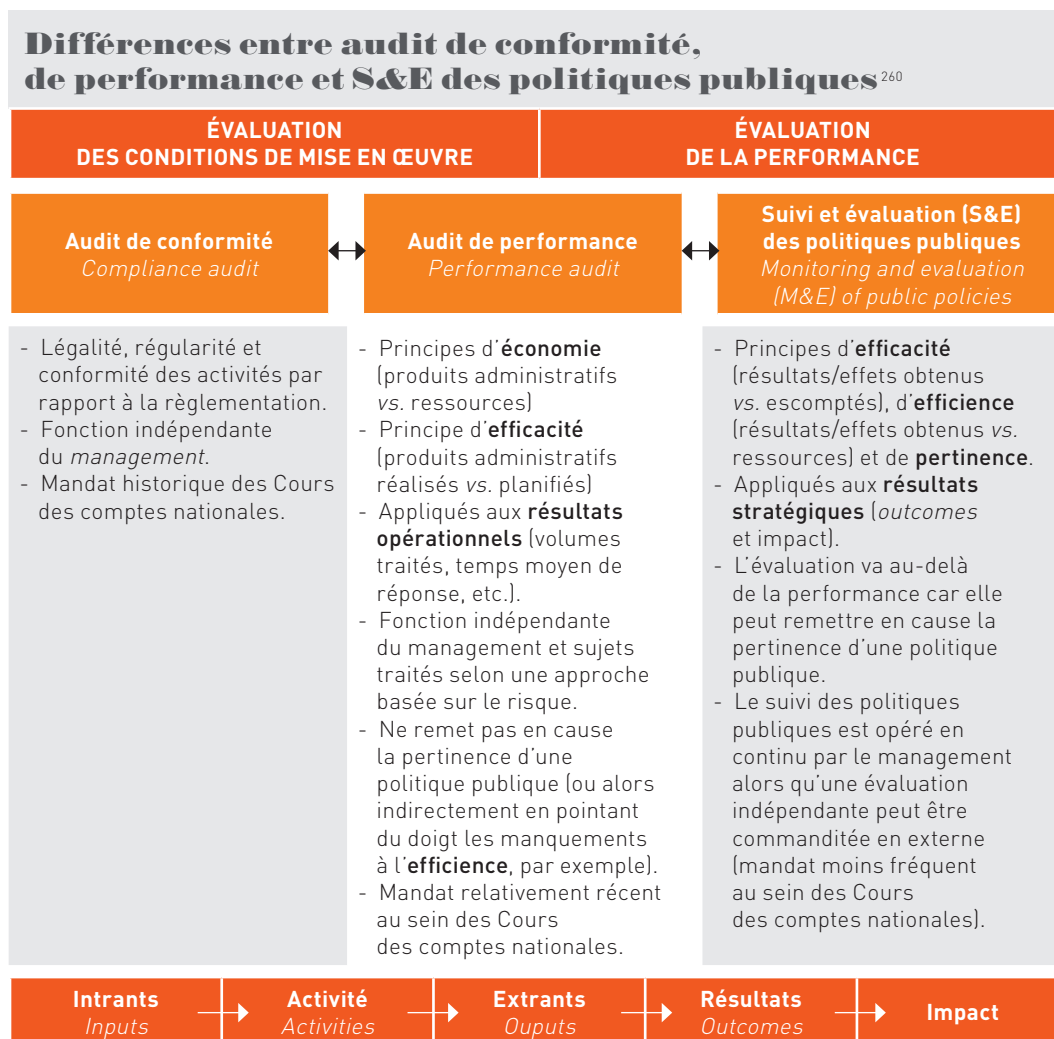 Différences entre audit de conformité,
de performance et S&E des politiques publiques 260
ÉVALUATION
DES CONDITIONS DE MISE EN ŒUVRE
ÉVALUATION
DE LA PERFORMANCE
Audit de conformité
Compliance audit
Audit de performance
Performance audit
Suivi et évaluation (S&E)
des politiques publiques
Monitoring and evaluation
(M&E) of public policies
- Légalité, régularité et
conformité des activités par
rapport à la règlementation.
- Fonction indépendante
du management.
- Mandat historique des Cours
des comptes nationales.
- Principes d'économie
(produits administratifs
vs. ressources)
- Principe d'efficacité
(produits administratifs
réalisés vs. planifiés)
- Appliqués aux résultats
opérationnels (volumes
traités, temps moyen de
réponse, etc.).
- Fonction indépendante
du management et sujets
traités selon une approche
basée sur le risque.
- Ne remet pas en cause
la pertinence d'une
politique publique (ou alors
indirectement en pointant
du doigt les manquements
à l'efficience, par exemple).
- Mandat relativement récent
au sein des Cours
des comptes nationales.
- Principes d'efficacité
(résultats/effets obtenus
vs. escomptés), d'efficience
(résultats/effets obtenus vs.
ressources) et de pertinence.
- Appliqués aux résultats
stratégiques (outcomes
et impact).
- L'évaluation va au-delà
de la performance car elle
peut remettre en cause la
pertinence d'une politique
publique.
- Le suivi des politiques
publiques est opéré en
continu par le management
alors qu'une évaluation
indépendante peut être
commanditée en externe
(mandat moins fréquent
au sein des Cours
des comptes nationales).
Intrants
Inputs
Activité
Activities
Extrants
Ouputs
Résultats
Outcomes
Impact